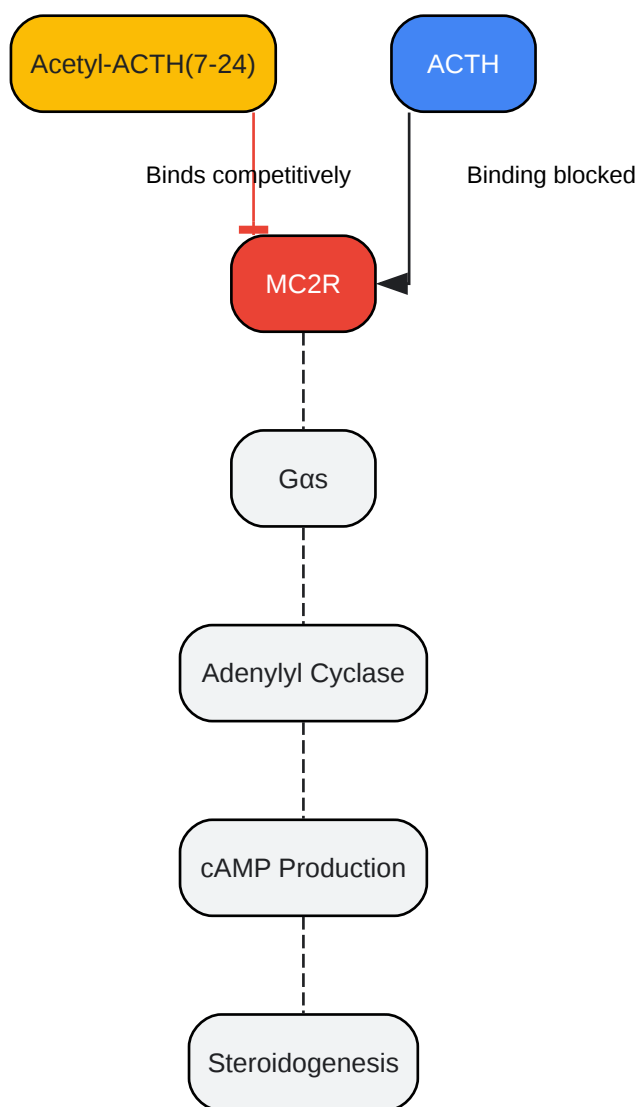 Acetyl-ACTH(7-24)
ACTH
Binds competitively
Binding blocked
MC2R
Gαs
Adenylyl Cyclase
cAMP Production
Steroidogenesis